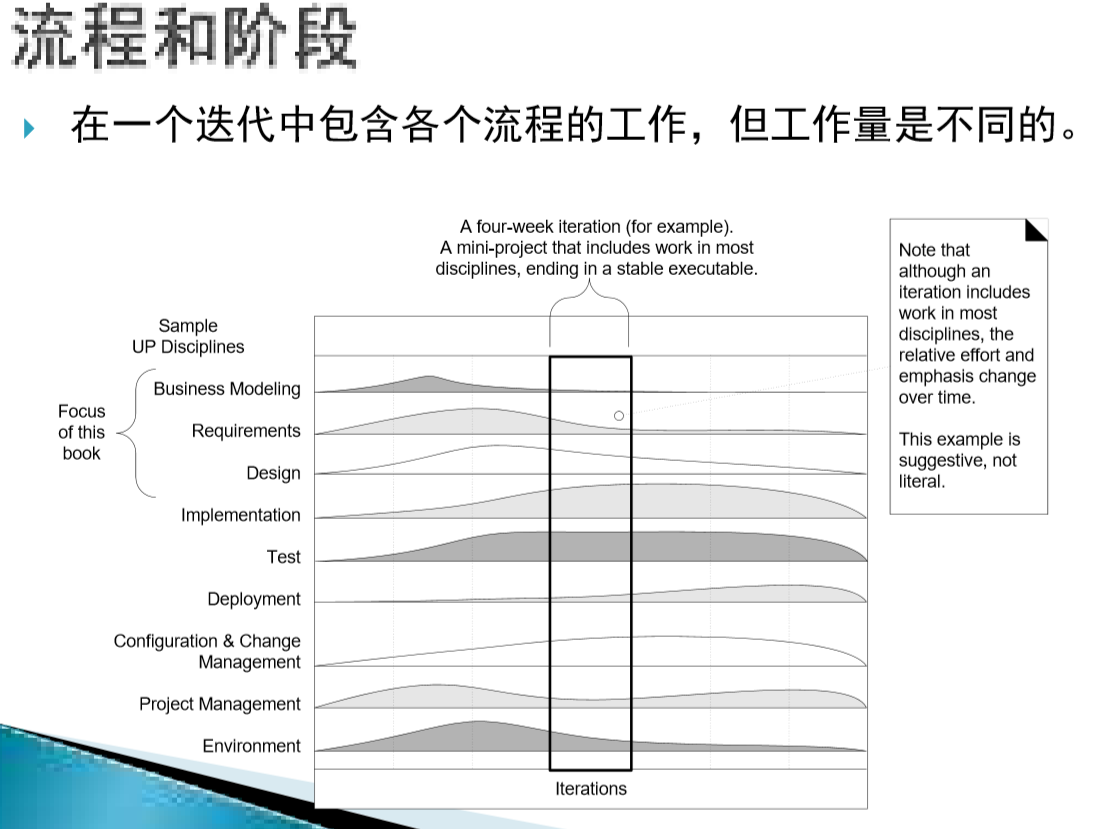 流程和阶段
在一个迭代中包含各个流程的工作，但工作量是不同的。
A four-week iteration (for example).
A mini-project that includes work in most
disciplines, ending in a stable executable.
Note that
although an
iteration includes
work in most
disciplines, the
relative effort and
emphasis change
over time.
This example is
suggestive, not
literal.
Sample
UP Disciplines
Focus
of this
book
Business Modeling
Requirements
Design
Implementation
Test
Deployment
Configuration & Change
Management
Project Management
Environment
Iterations